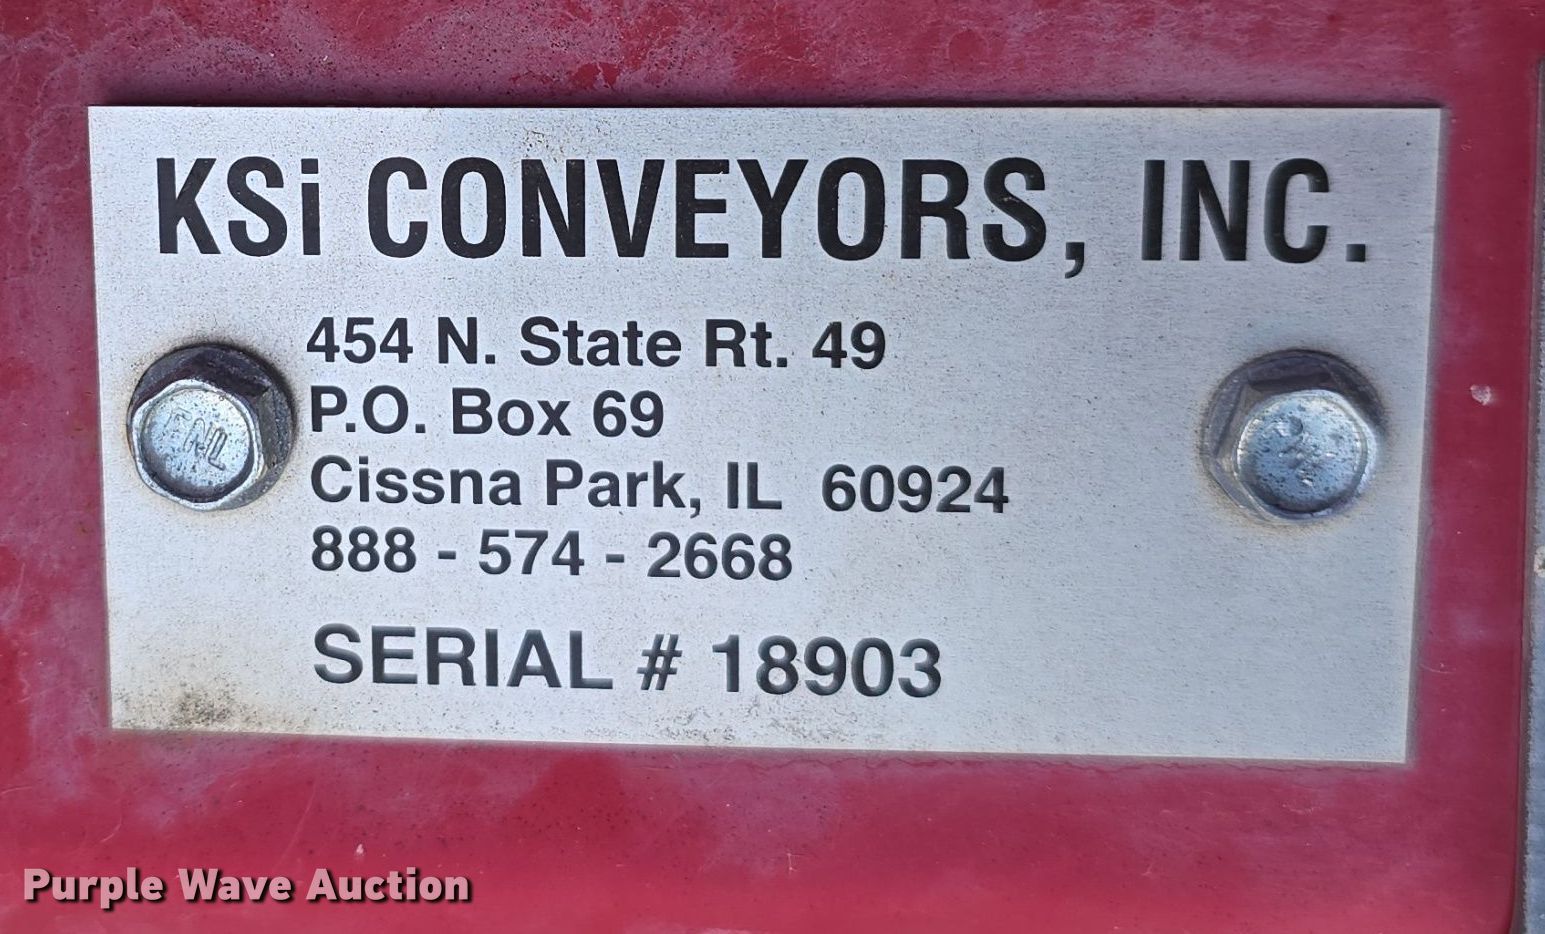 KSi CONVEYORS, INC.
454 N. State Rt. 49
P.O. Box 69
Cissna Park, IL 60924
888 - 574 - 2668
SERIAL # 18903
Purple Wave Auction